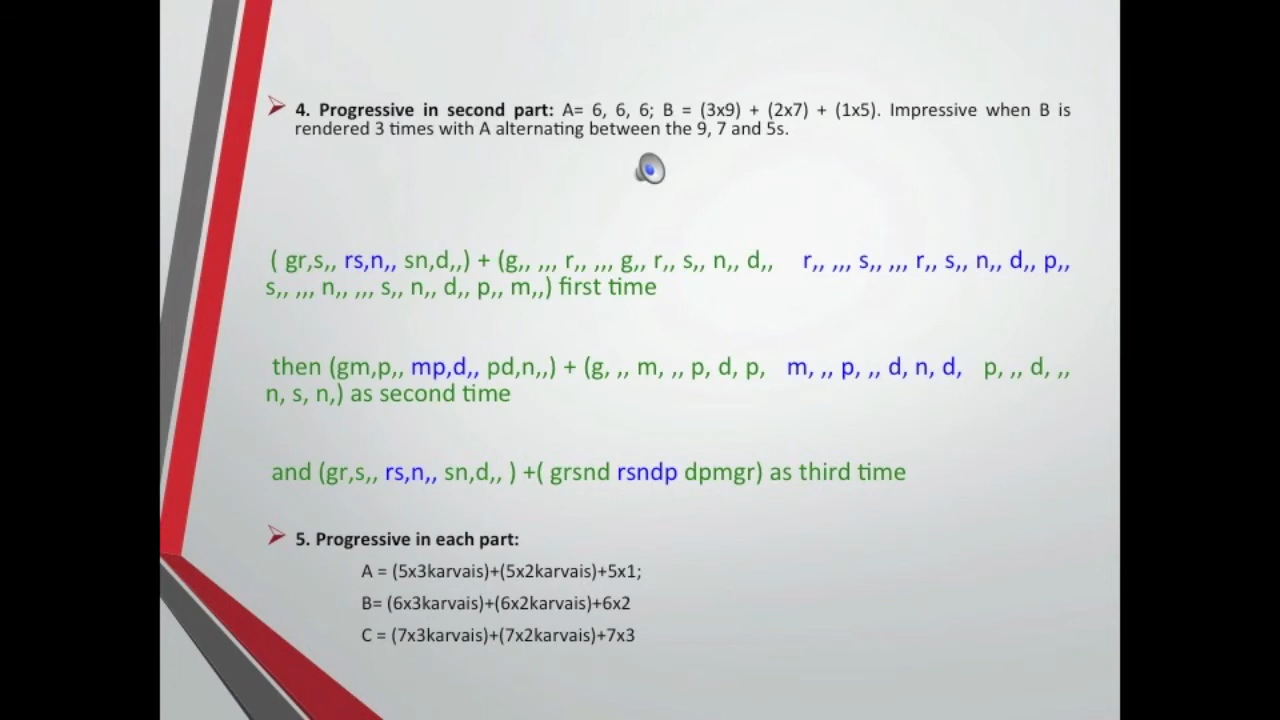 4. Progressive in second part: A= 6, 6, 6; B = (3x9) + (2x7) + (1x5). Impressive when B is
rendered 3 times with A alternating between the 9, 7 and 5s.
( gr,s,, rs,n,, sn,d,,) + (g,, ,,, r,, ,,, g,, r,, s,, n,, d,, r,, ,,, s,, ,,, r,, s,, n,, d,, p,,
s,, ,,, n,, ,,, s,, n,, d,, p,, m,,) first time
then (gm,p,, mp,d,, pd,n,,) + (g, ,, m, ,, p, d, p, m, ,, p, ,, d, n, d, p, ,, d, ,,
n, s, n,) as second time
and (gr,s,, rs,n,, sn,d,, ) +( grsnd rsndp dpmgr) as third time
5. Progressive in each part:
A = (5x3karvais)+(5x2karvais)+5x1;
B= (6x3karvais)+(6x2karvais)+6x2
C = (7x3karvais)+(7x2karvais)+7x3